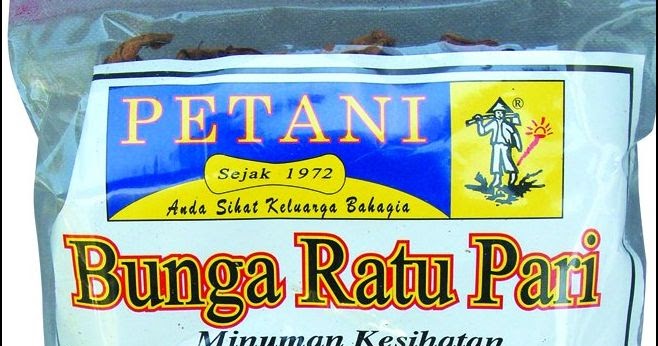 PETANI
®
Sejak 1972
Anda Sihat Keluarga Bahagia
Bunga Ratu Pari
Minuman Kesihatan